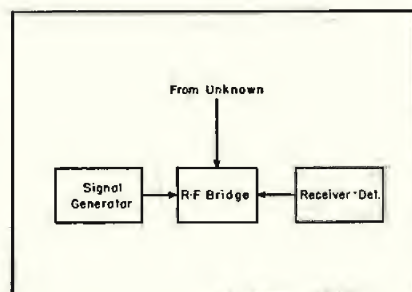 From Unknown
Signal
Generator
R-F Bridge
Receiver-Det.